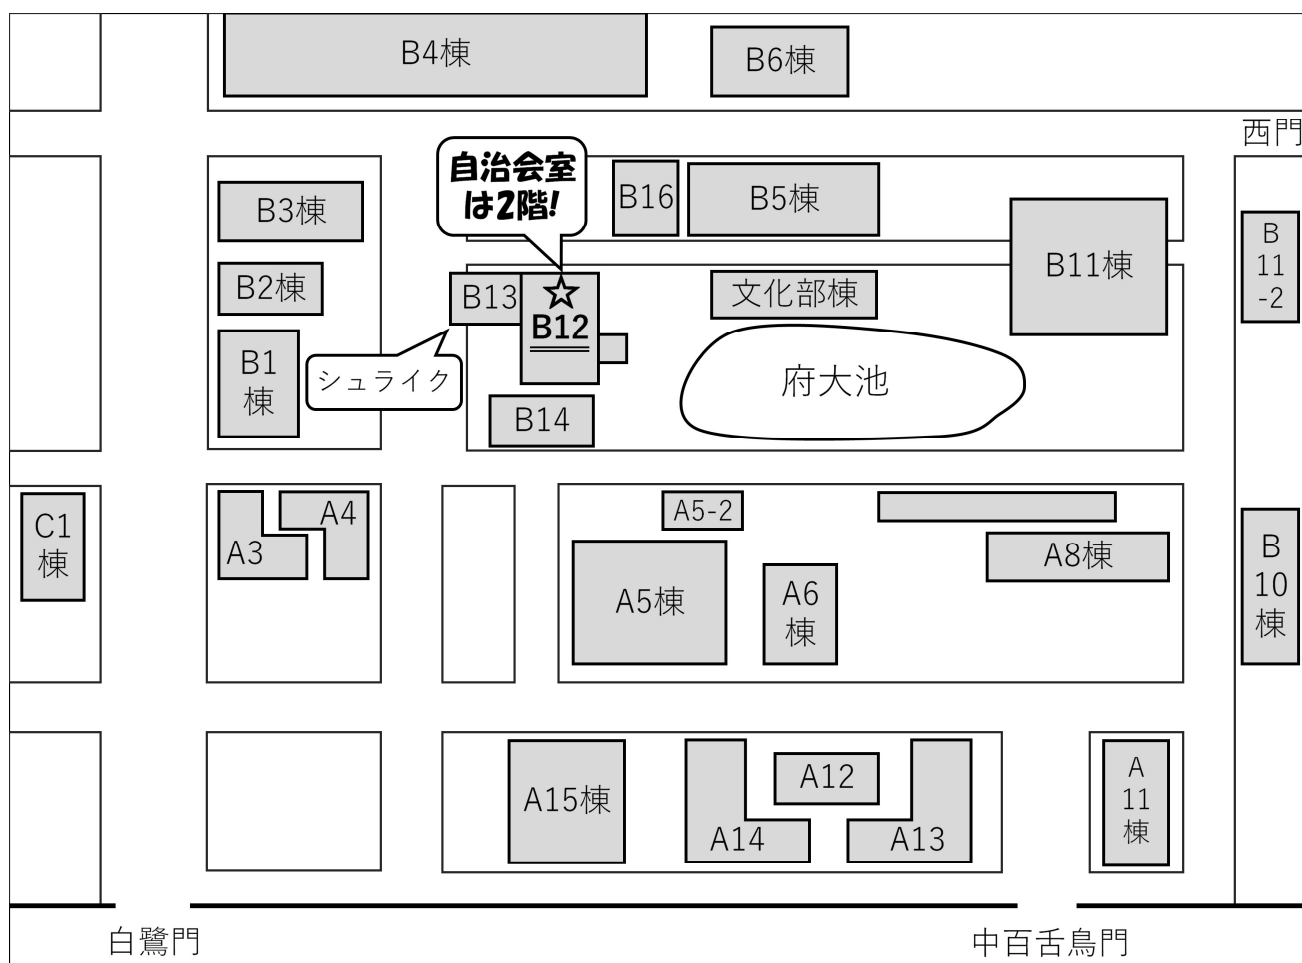 B4棟
B6棟
西門
自治会室
は2階!
B16
B5棟
B3棟
B11棟
B
11
-2
B2棟
B13
☆
B12
文化部棟
B1
棟
シュライク
府大池
B14
C1
棟
A3
A4
A5-2
A8棟
A5棟
A6
棟
B
10
棟
A15棟
A14
A12
A13
A
11
棟
白鷺門
中百舌鳥門